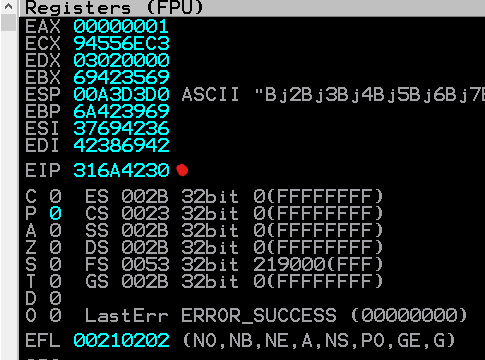 Registers (FPU)
EAX 00000001
ECX 94556EC3
EDX 03020000
EBX 69423569
ESP 00A3D3D0 ASCII "Bj2Bj3Bj4Bj5Bj6Bj7B
EBP 6A423969
ESI 37694236
EDI 42386942
EIP 316A4230
C 0 ES 002B 32bit 0(FFFFFFFF)
P 0 CS 0023 32bit 0(FFFFFFFF)
A 0 SS 002B 32bit 0(FFFFFFFF)
Z 0 DS 002B 32bit 0(FFFFFFFF)
S 0 FS 0053 32bit 219000(FFF)
T 0 GS 002B 32bit 0(FFFFFFFF)
D 0
O 0 LastErr ERROR_SUCCESS (00000000)
EFL 00210202 (NO,NB,NE,A,NS,PO,GE,G)